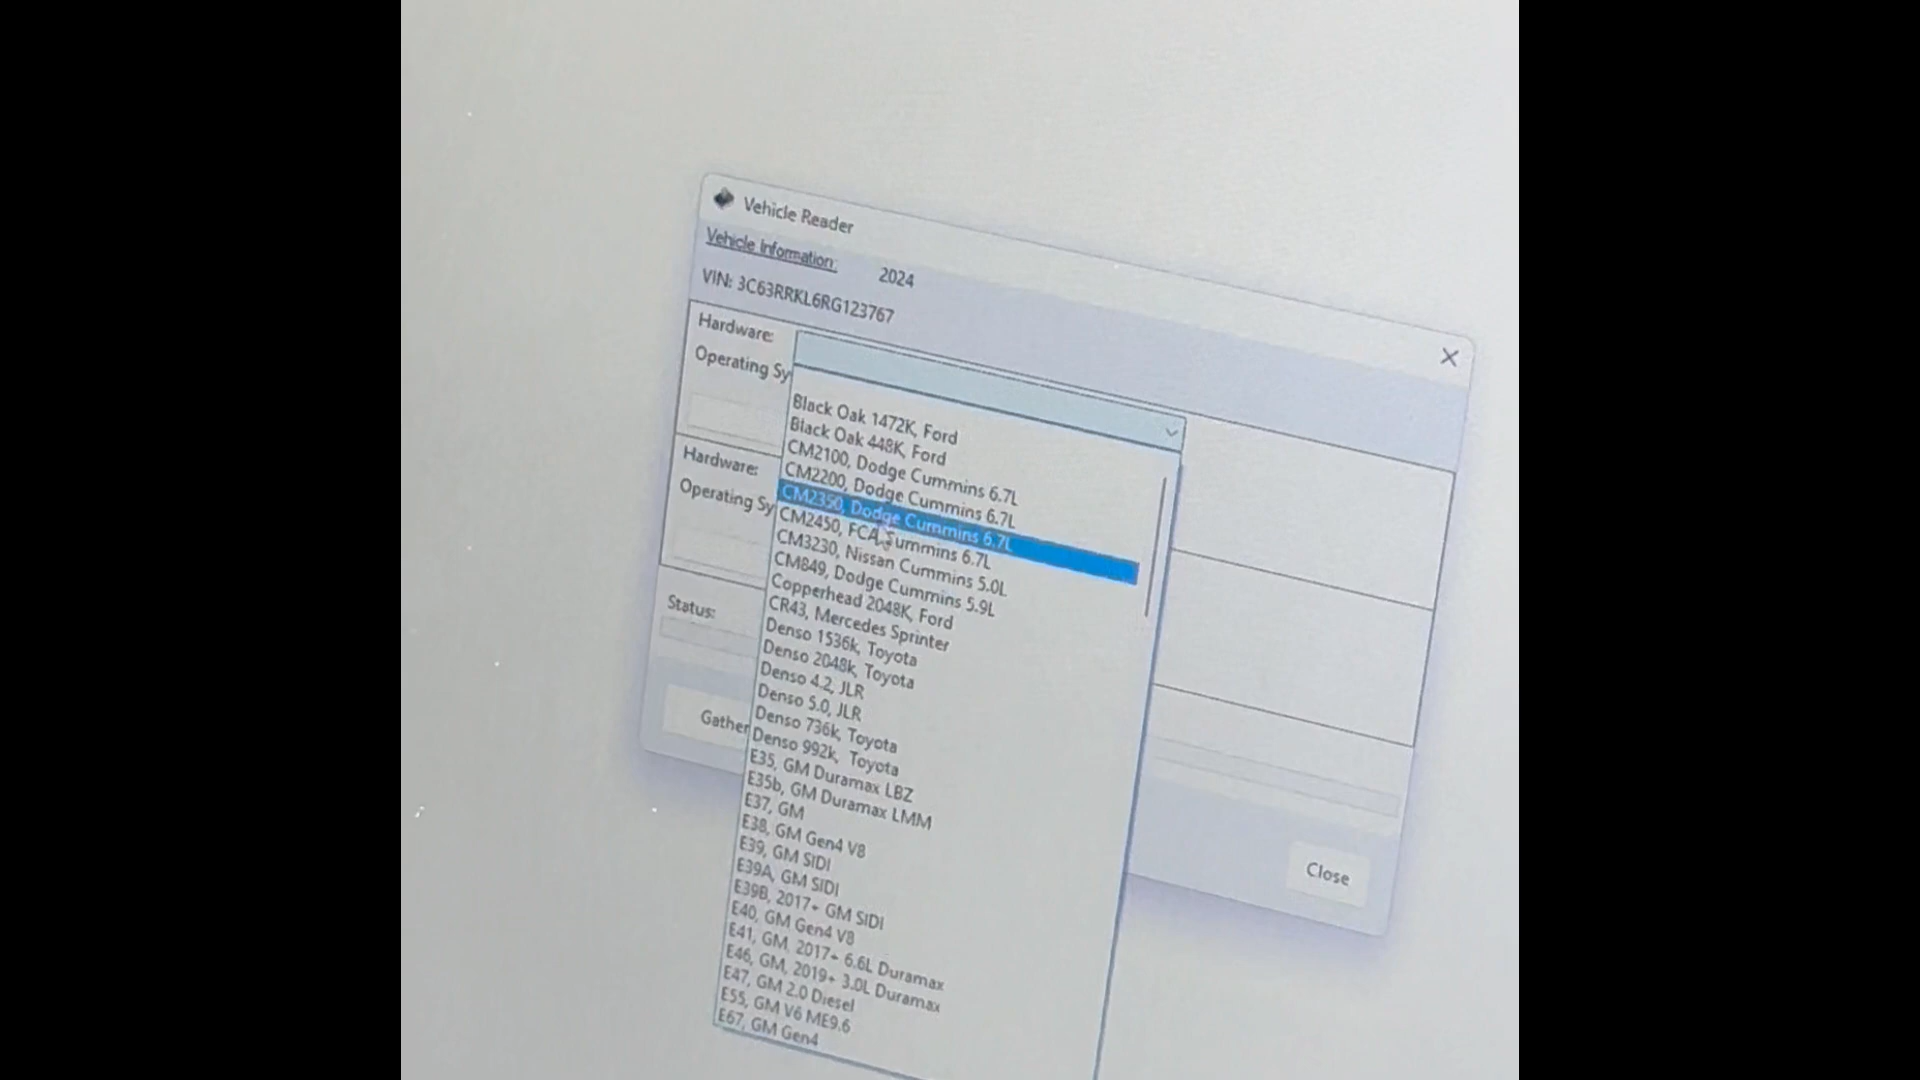 Vehicle Reader
Vehicle Information: 2024
VIN: 3C63RRKL6RG123767
Hardware:
Operating Sy
Black Oak 1472K, Ford
Black Oak 448K, Ford
CM2100, Dodge Cummins 6.7L
CM2200, Dodge Cummins 6.7L
CM2350, Dodge Cummins 6.7L
CM2450, FCA Cummins 6.7L
CM3230, Nissan Cummins 5.0L
CM849, Dodge Cummins 5.9L
Copperhead 2048K, Ford
CR43, Mercedes Sprinter
Denso 1536k, Toyota
Denso 2048k, Toyota
Denso 4.2, JLR
Denso 5.0, JLR
Denso 736k, Toyota
Denso 992k, Toyota
E35, GM Duramax LBZ
E35b, GM Duramax LMM
E37, GM
E38, GM Gen4 V8
E39, GM SIDI
E39A, GM SIDI
E39B, 2017+ GM SIDI
E40, GM Gen4 V8
E41, GM, 2017+ 6.6L Duramax
E46, GM, 2019+ 3.0L Duramax
E47, GM 2.0 Diesel
E55, GM V6 ME9.6
E67, GM Gen4
Hardware:
Operating Sy
Status:
Gather
Close